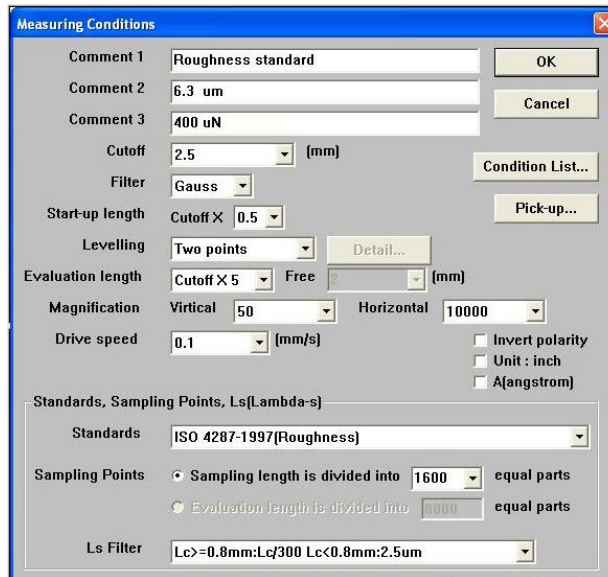 Measuring Conditions
Comment 1 Roughness standard OK
Comment 2 6.3 um Cancel
Comment 3 400 uN
Cutoff 2.5 (mm) Condition List...
Filter Gauss
Start-up length Cutoff X 0.5 Pick-up...
Levelling Two points Detail...
Evaluation length Cutoff X 5 Free 2 (mm)
Magnification Virtical 50 Horizontal 10000
Drive speed 0.1 (mm/s) Invert polarity
Unit : inch
A(angstrom)
Standards, Sampling Points, Ls(Lambda-s)
Standards ISO 4287-1997(Roughness)
Sampling Points Sampling length is divided into 1600 equal parts
Evaluation length is divided into 8000 equal parts
Ls Filter Lc>=0.8mm:Lc/300 Lc<0.8mm:2.5um